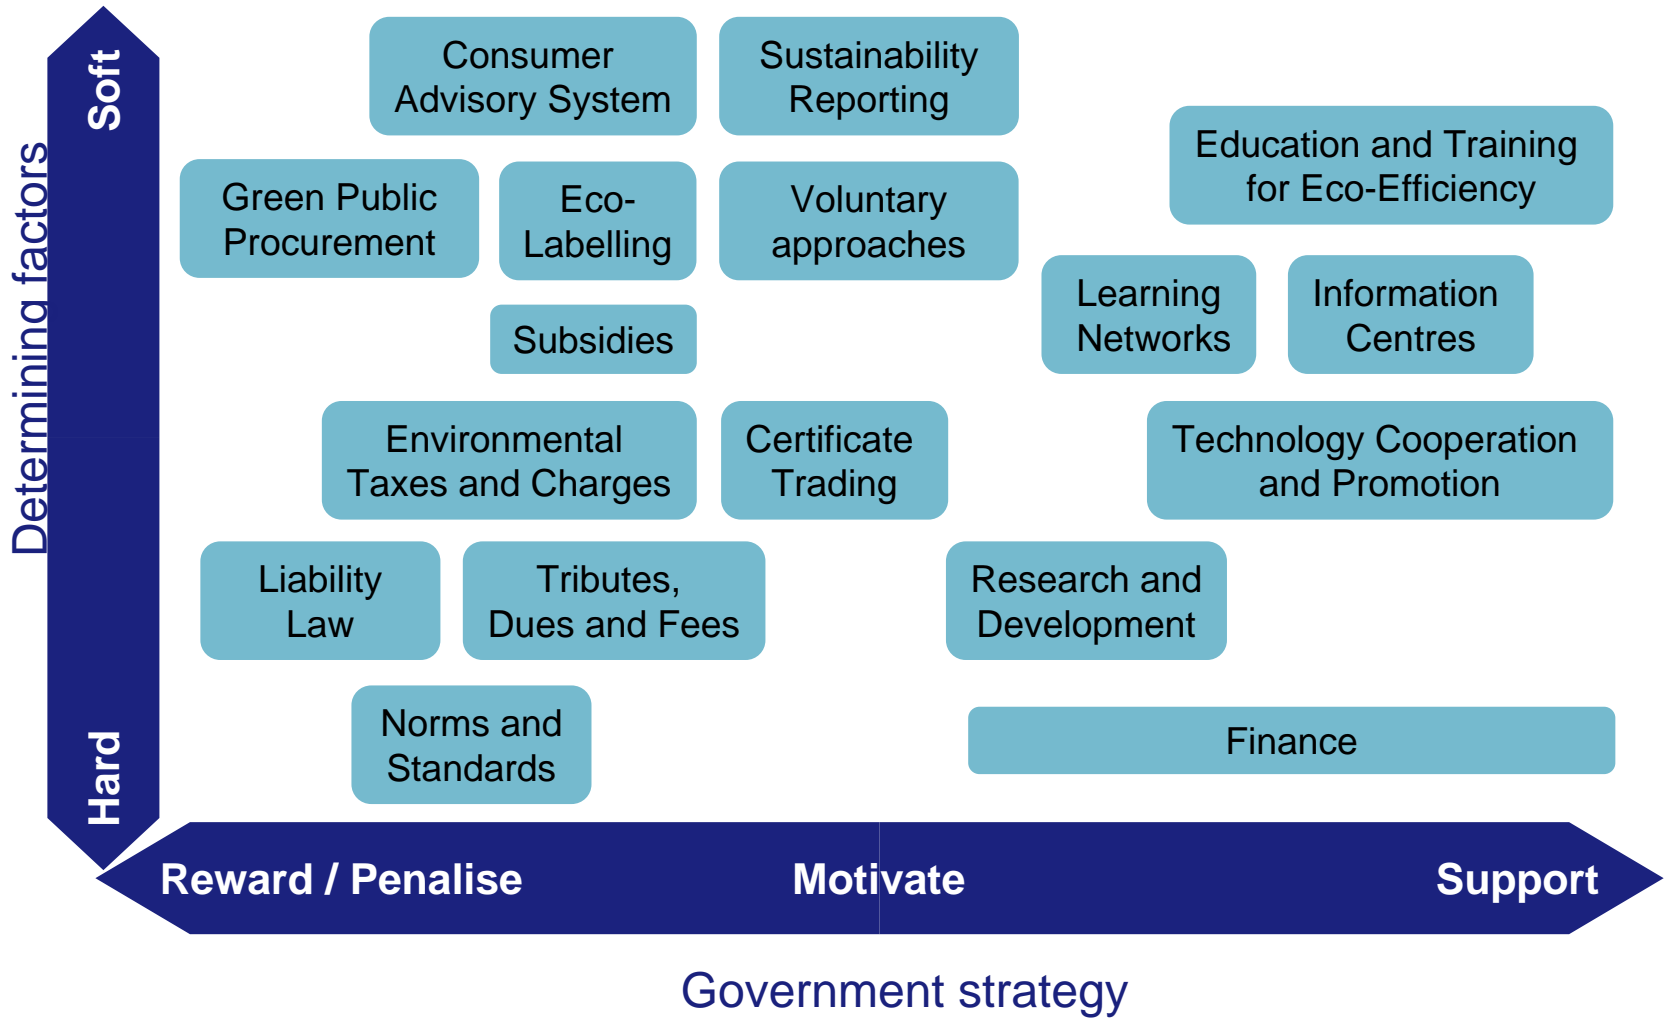 Determining factors
Soft
Hard
Consumer
Advisory System
Sustainability
Reporting
Education and Training
for Eco-Efficiency
Green Public
Procurement
Eco-
Labelling
Voluntary
approaches
Learning
Networks
Information
Centres
Subsidies
Environmental
Taxes and Charges
Certificate
Trading
Technology Cooperation
and Promotion
Liability
Law
Tributes,
Dues and Fees
Research and
Development
Norms and
Standards
Finance
Reward / Penalise
Motivate
Support
Government strategy